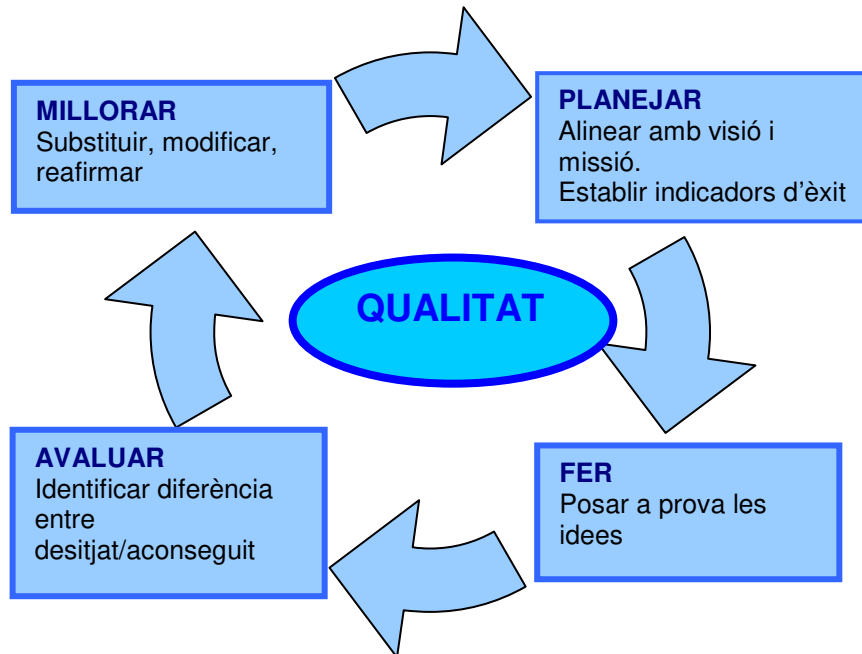 MILLORAR
Substituir, modificar,
reafirmar
PLANEJAR
Alinear amb visió i
missió.
Establir indicadors d'èxit
QUALITAT
AVALUAR
Identificar diferència
entre
desitjat/aconseguit
FER
Posar a prova les
idees